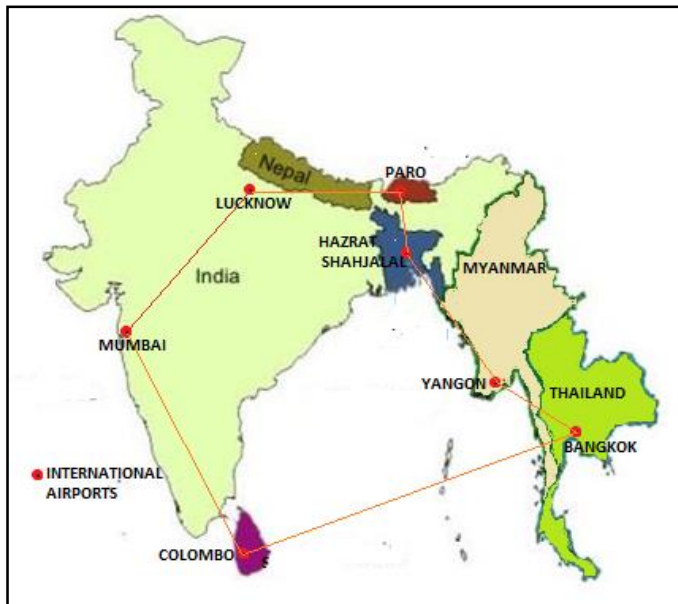 Nepal
PARO
LUCKNOW
HAZRAT
SHAHJALAL
MYANMAR
India
MUMBAI
YANGON
THAILAND
BANGKOK
INTERNATIONAL
AIRPORTS
COLOMBO
s